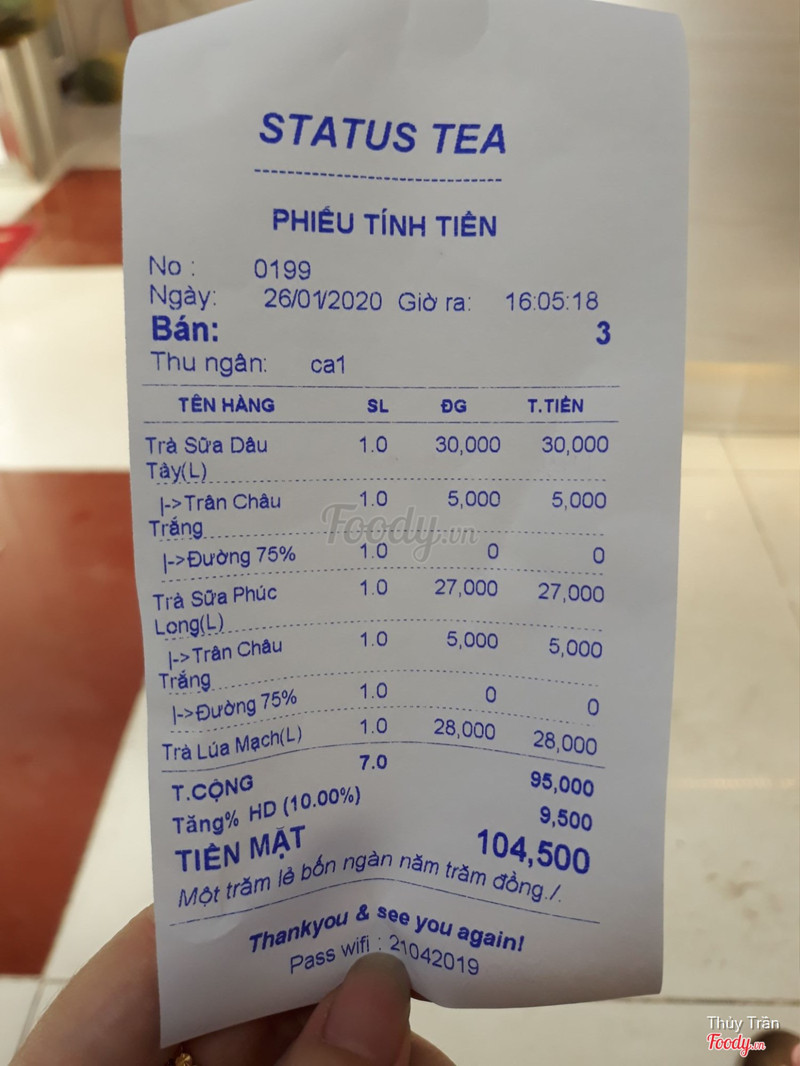 STATUS TEA
PHIẾU TÍNH TIỀN
No : 0199
Ngày: 26/01/2020 Giờ ra: 16:05:18
Bán: 3
Thu ngân: ca1
TÊN HÀNG SL ĐG T.TIỀN
Trà Sữa Dâu 1.0 30,000 30,000
Tây(L)
|->Trân Châu 1.0 5,000 5,000
Trắng
|->Đường 75% 1.0 0 0
Trà Sữa Phúc 1.0 27,000 27,000
Long(L)
|->Trân Châu 1.0 5,000 5,000
Trắng
|->Đường 75% 1.0 0 0
Trà Lúa Mạch(L) 1.0 28,000 28,000
T.CỘNG 7.0 95,000
Tăng% HD (10.00%) 9,500
TIỀN MẶT 104,500
Một trăm lẻ bốn ngàn năm trăm đồng./.
Thankyou & see you again!
Pass wifi : 21042019
Foody.vn
Thủy Trần
Foody.vn